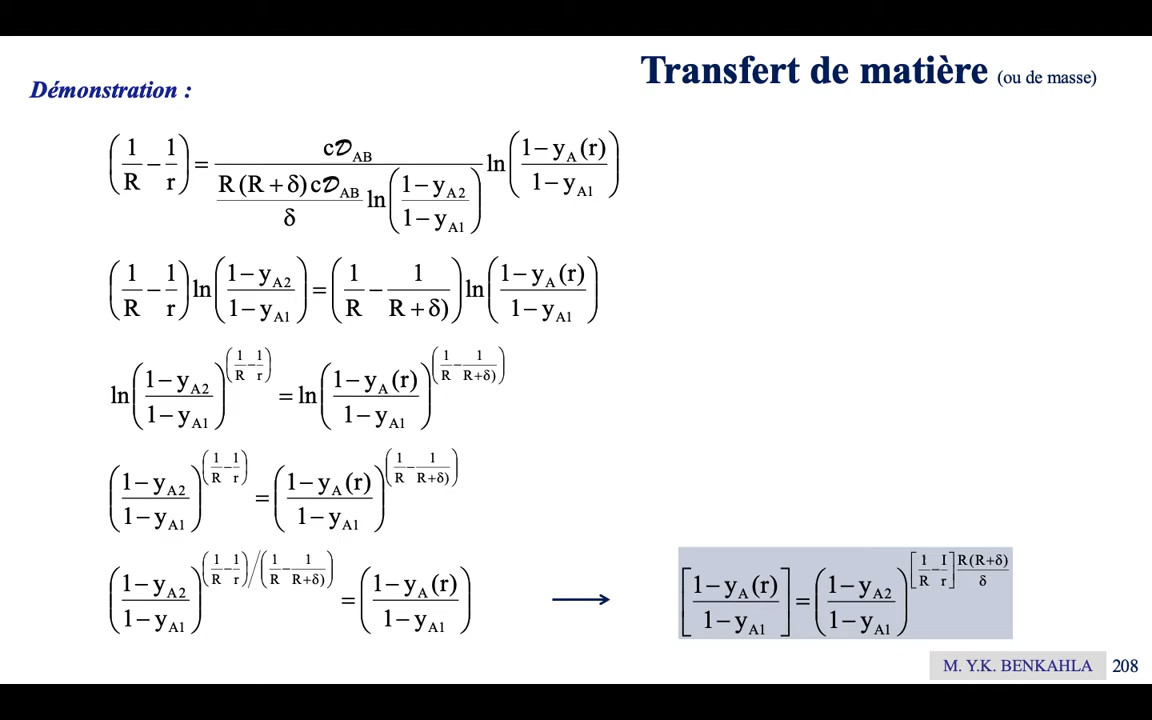 Transfert de matière (ou de masse)
Démonstration :
(1/R − 1/r) = cD_AB / (R(R + δ)cD_AB/δ ln((1 − y_A2)/(1 − y_A1))) ln((1 − y_A(r))/(1 − y_A1))
(1/R − 1/r) ln((1 − y_A2)/(1 − y_A1)) = (1/R − 1/(R + δ)) ln((1 − y_A(r))/(1 − y_A1))
ln((1 − y_A2)/(1 − y_A1))^(1/R − 1/r) = ln((1 − y_A(r))/(1 − y_A1))^(1/R − 1/(R+δ))
((1 − y_A2)/(1 − y_A1))^(1/R − 1/r) = ((1 − y_A(r))/(1 − y_A1))^(1/R − 1/(R+δ))
((1 − y_A2)/(1 − y_A1))^((1/R − 1/r)/(1/R − 1/(R+δ))) = ((1 − y_A(r))/(1 − y_A1)) → [(1 − y_A(r))/(1 − y_A1)] = ((1 − y_A2)/(1 − y_A1))^([1/R − I/r] R(R+δ)/δ)
M. Y.K. BENKAHLA 208